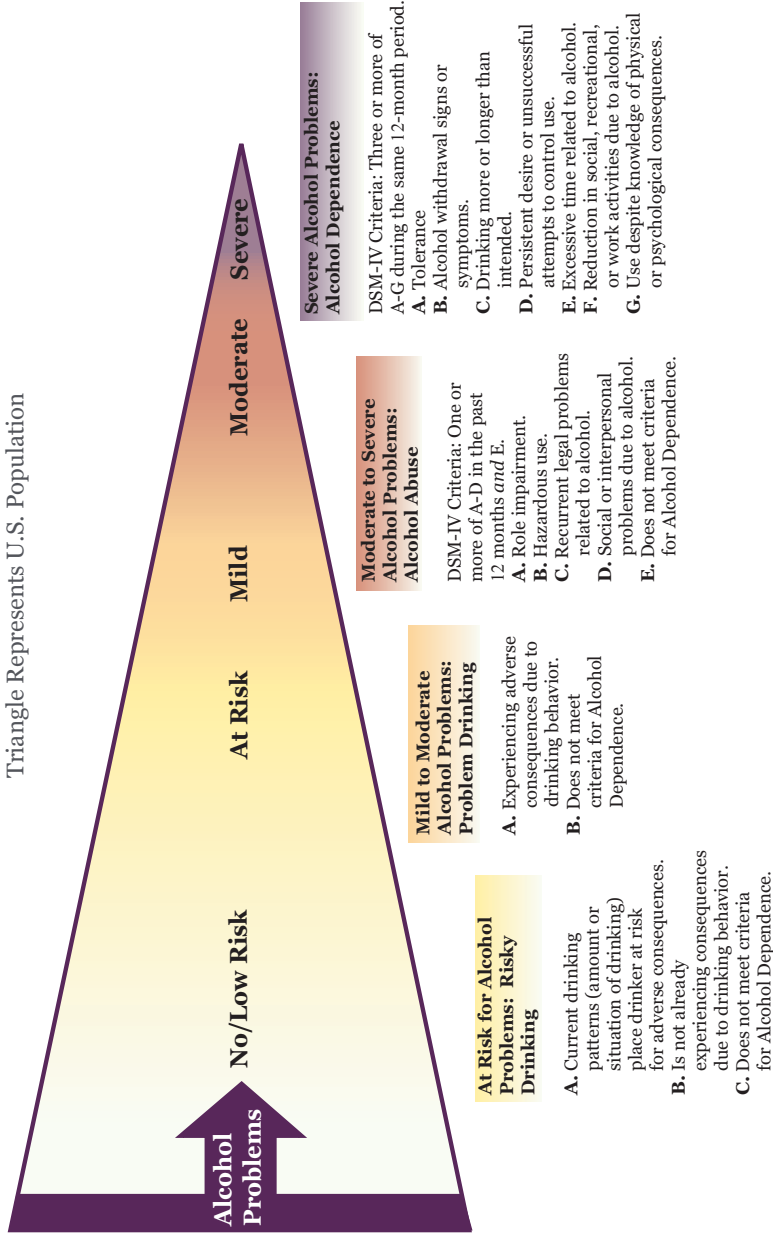 Triangle Represents U.S. Population
Alcohol
Problems
No/Low Risk
At Risk
Mild
Moderate
Severe
At Risk for Alcohol
Problems: Risky
Drinking
A. Current drinking
patterns (amount or
situation of drinking)
place drinker at risk
for adverse consequences.
B. Is not already
experiencing consequences
due to drinking behavior.
C. Does not meet criteria
for Alcohol Dependence.
Mild to Moderate
Alcohol Problems:
Problem Drinking
A. Experiencing adverse
consequences due to
drinking behavior.
B. Does not meet
criteria for Alcohol
Dependence.
Moderate to Severe
Alcohol Problems:
Alcohol Abuse
DSM-IV Criteria: One or
more of A-D in the past
12 months and E.
A. Role impairment.
B. Hazardous use.
C. Recurrent legal problems
related to alcohol.
D. Social or interpersonal
problems due to alcohol.
E. Does not meet criteria
for Alcohol Dependence.
Severe Alcohol Problems:
Alcohol Dependence
DSM-IV Criteria: Three or more of
A-G during the same 12-month period.
A. Tolerance
B. Alcohol withdrawal signs or
symptoms.
C. Drinking more or longer than
intended.
D. Persistent desire or unsuccessful
attempts to control use.
E. Excessive time related to alcohol.
F. Reduction in social, recreational,
or work activities due to alcohol.
G. Use despite knowledge of physical
or psychological consequences.